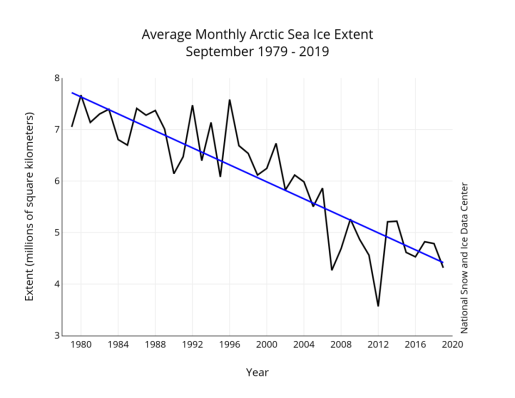 Average Monthly Arctic Sea Ice Extent
September 1979 - 2019
Extent (millions of square kilometers)
8
7
6
5
4
3
1980 1984 1988 1992 1996 2000 2004 2008 2012 2016 2020
Year
National Snow and Ice Data Center